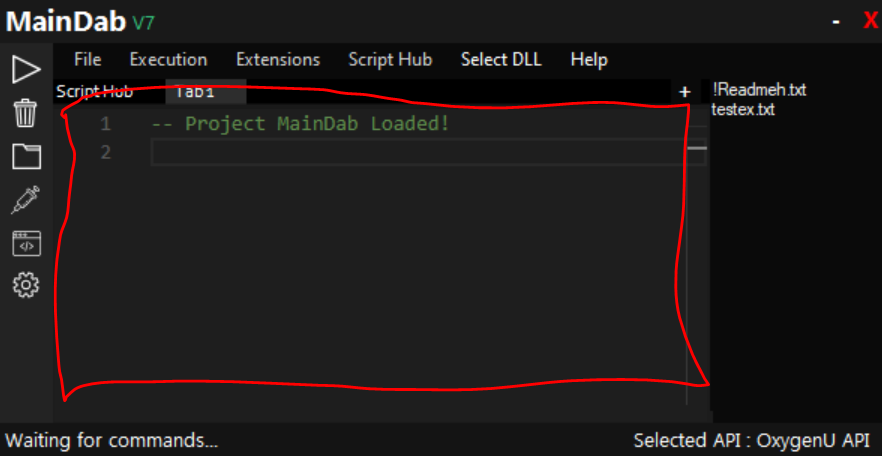 MainDab V7
- X
File Execution Extensions Script Hub Select DLL Help
Script Hub Tab1 +
!Readmeh.txt
testex.txt
1 -- Project MainDab Loaded!
2
Waiting for commands...
Selected API : OxygenU API